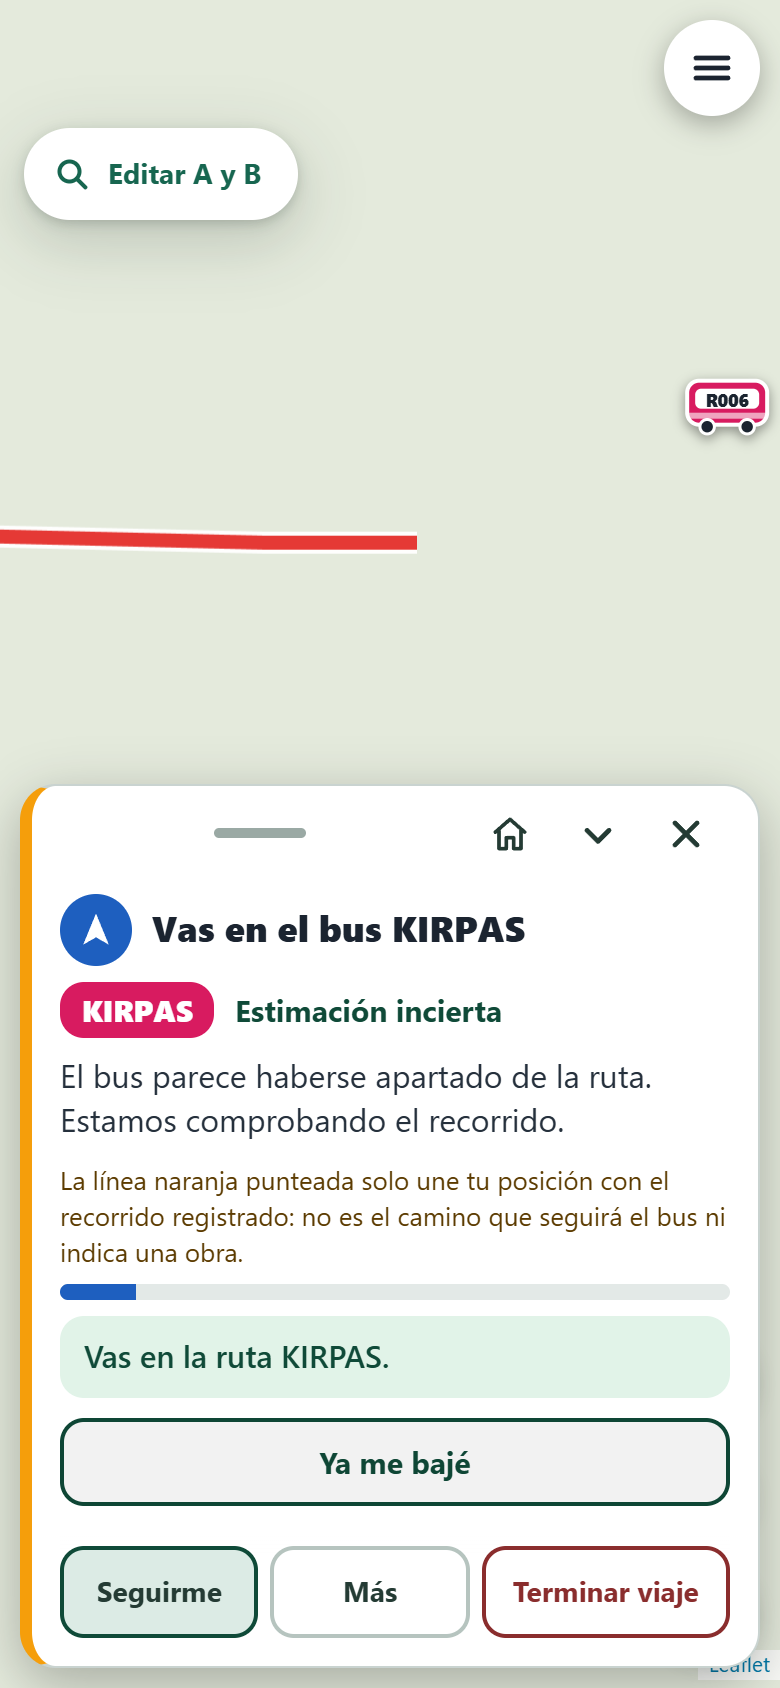 Editar A y B
R006
Vas en el bus KIRPAS
KIRPAS Estimación incierta
El bus parece haberse apartado de la ruta.
Estamos comprobando el recorrido.
La línea naranja punteada solo une tu posición con el
recorrido registrado: no es el camino que seguirá el bus ni
indica una obra.
Vas en la ruta KIRPAS.
Ya me bajé
Seguirme Más Terminar viaje
Leaflet